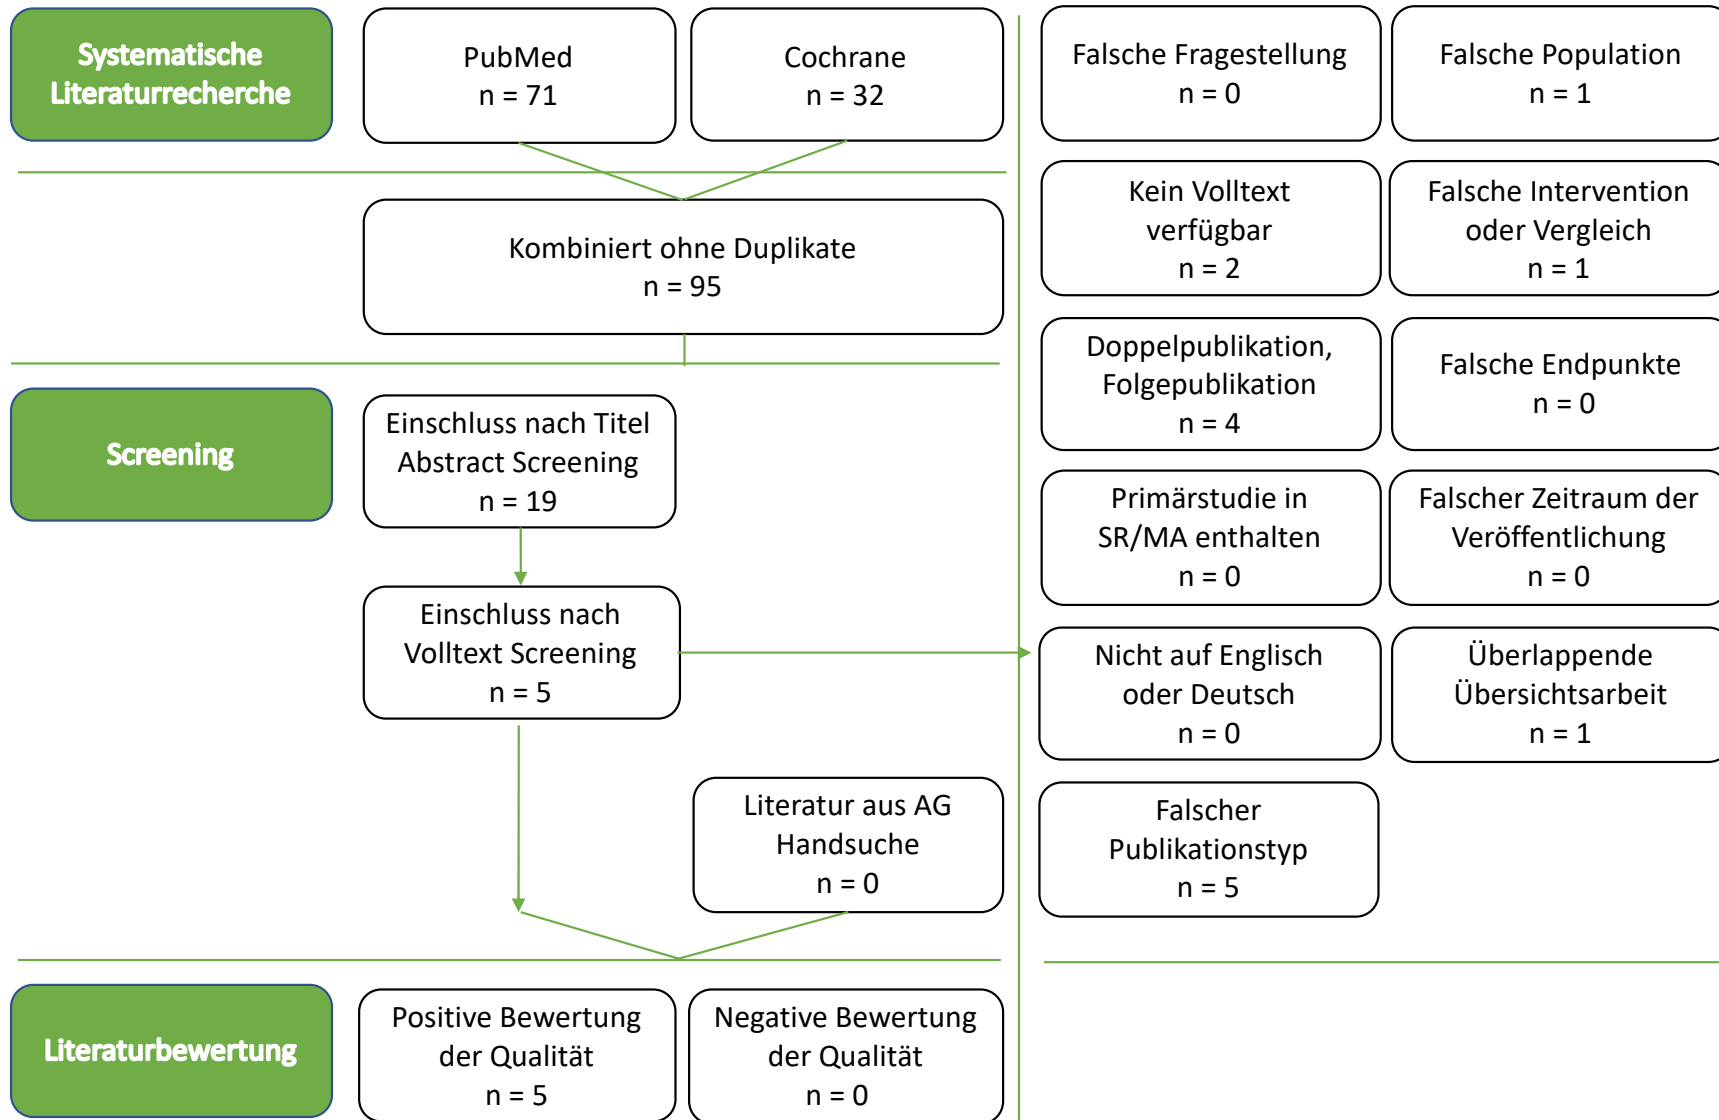 Systematische
Literaturrecherche
PubMed
n = 71
Cochrane
n = 32
Kombiniert ohne Duplikate
n = 95
Screening
Einschluss nach Titel
Abstract Screening
n = 19
Einschluss nach
Volltext Screening
n = 5
Literatur aus AG
Handsuche
n = 0
Literaturbewertung
Positive Bewertung
der Qualität
n = 5
Negative Bewertung
der Qualität
n = 0
Falsche Fragestellung
n = 0
Falsche Population
n = 1
Kein Volltext
verfügbar
n = 2
Falsche Intervention
oder Vergleich
n = 1
Doppelpublikation,
Folgepublikation
n = 4
Falsche Endpunkte
n = 0
Primärstudie in
SR/MA enthalten
n = 0
Falscher Zeitraum der
Veröffentlichung
n = 0
Nicht auf Englisch
oder Deutsch
n = 0
Überlappende
Übersichtsarbeit
n = 1
Falscher
Publikationstyp
n = 5